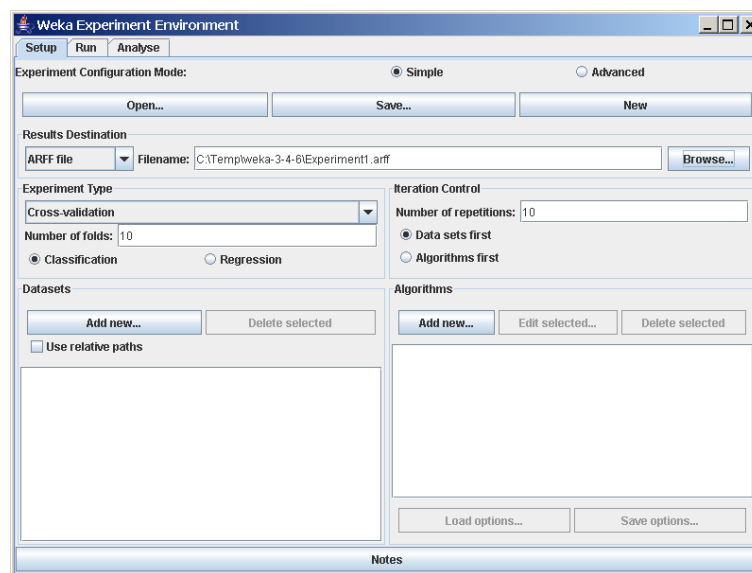 Weka Experiment Environment
Setup Run Analyse
Experiment Configuration Mode: Simple Advanced
Open... Save... New
Results Destination
ARFF file Filename: C:\Temp\weka-3-4-6\Experiment1.arff Browse...
Experiment Type Iteration Control
Cross-validation Number of repetitions: 10
Number of folds: 10 Data sets first
Classification Regression Algorithms first
Datasets Algorithms
Add new... Delete selected Add new... Edit selected... Delete selected
Use relative paths
Load options... Save options...
Notes